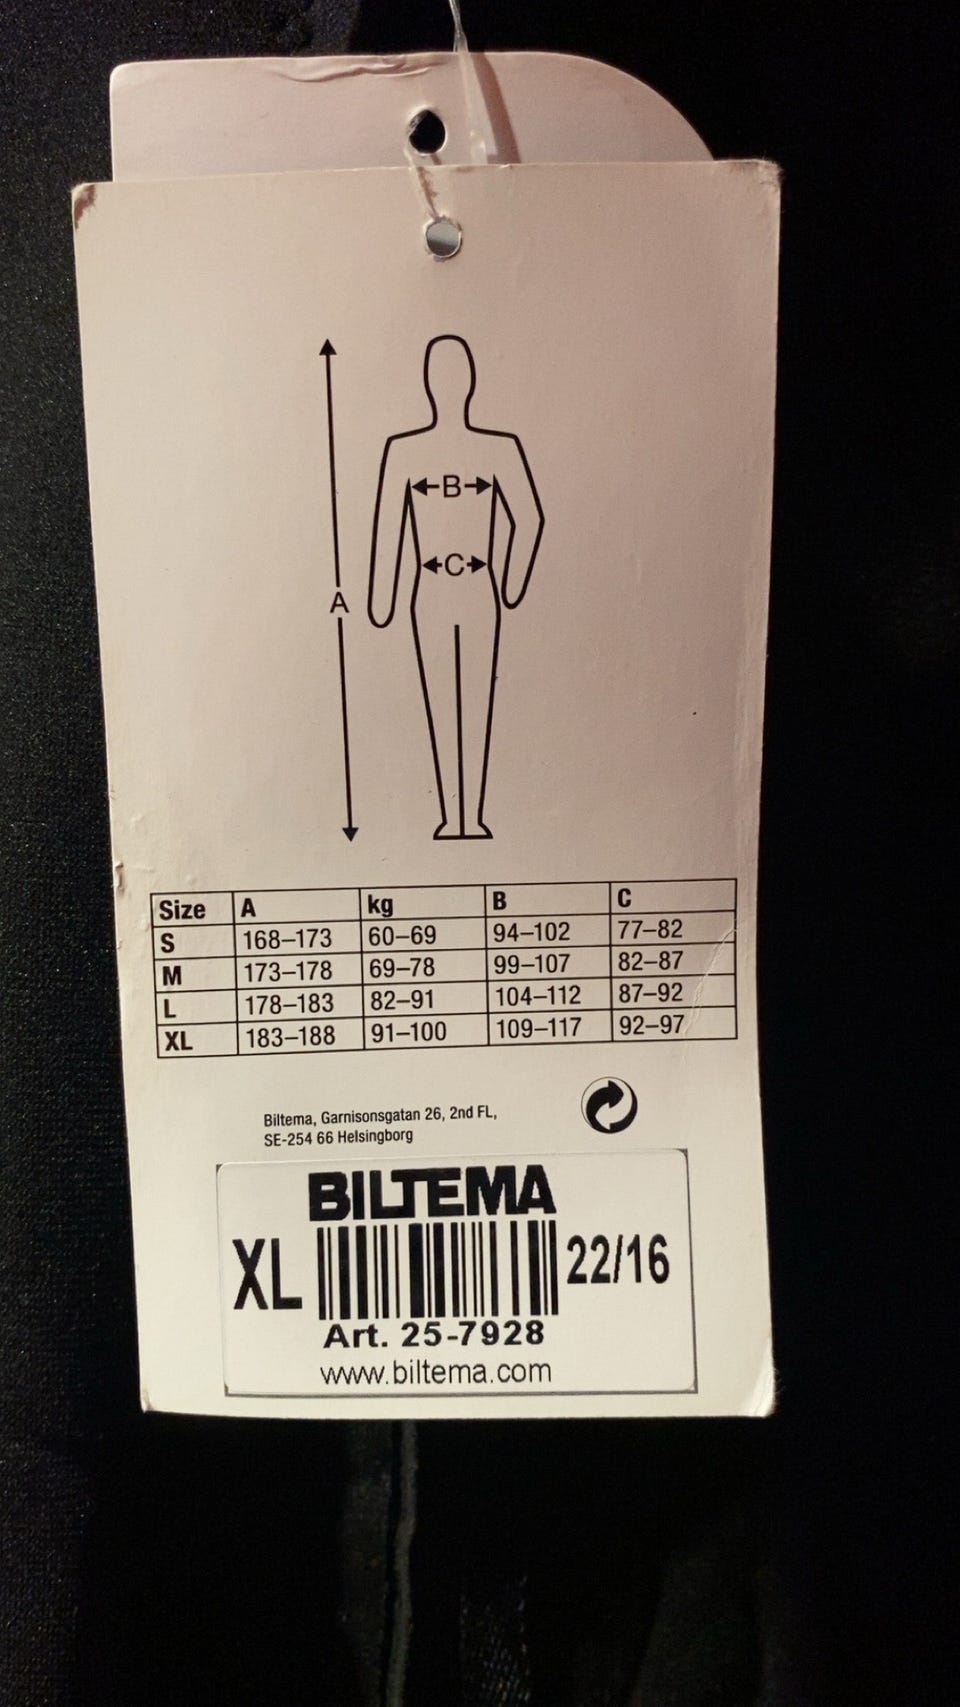 B
C
A
Size A kg B C
S 168–173 60–69 94–102 77–82
M 173–178 69–78 99–107 82–87
L 178–183 82–91 104–112 87–92
XL 183–188 91–100 109–117 92–97
Biltema, Garnisonsgatan 26, 2nd FL,
SE-254 66 Helsingborg
BILTEMA
XL 22/16
Art. 25-7928
www.biltema.com